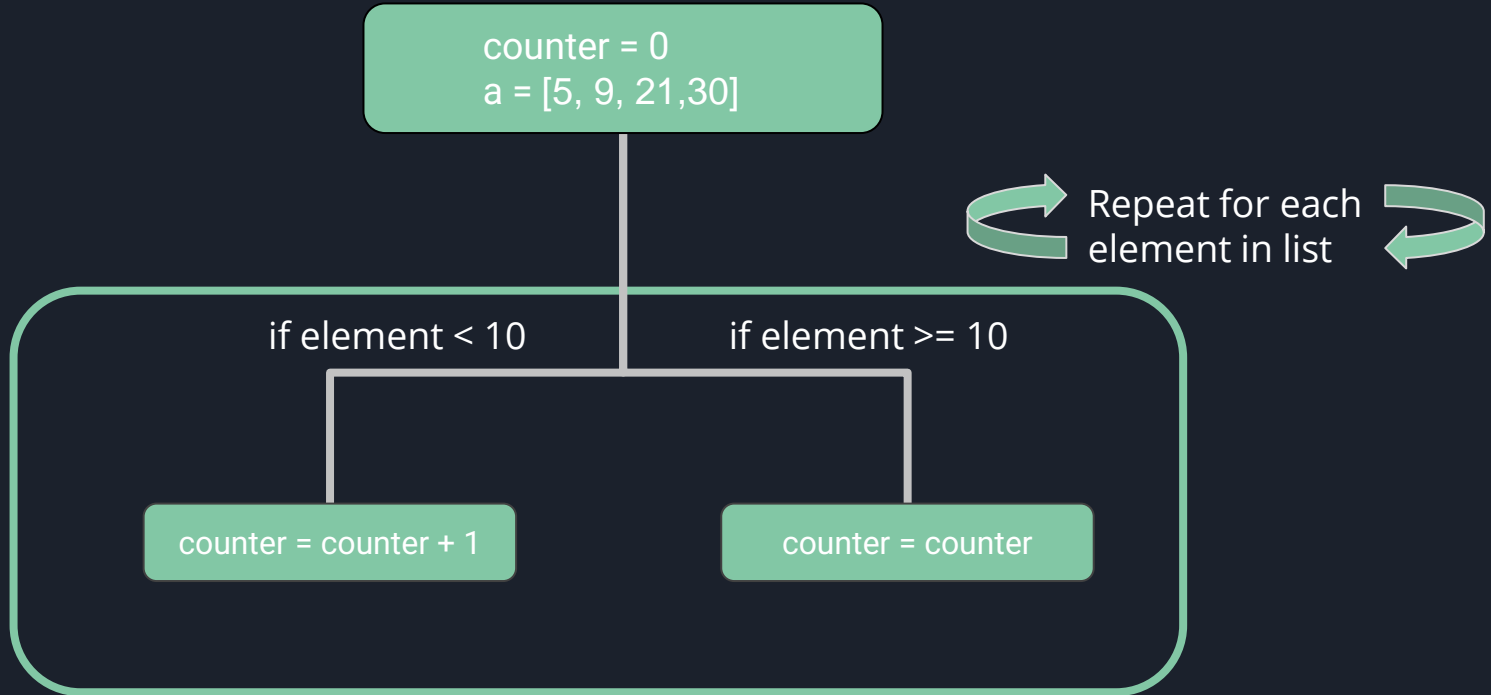 counter = 0
a = [5, 9, 21,30]
Repeat for each
element in list
if element < 10
if element >= 10
counter = counter + 1
counter = counter